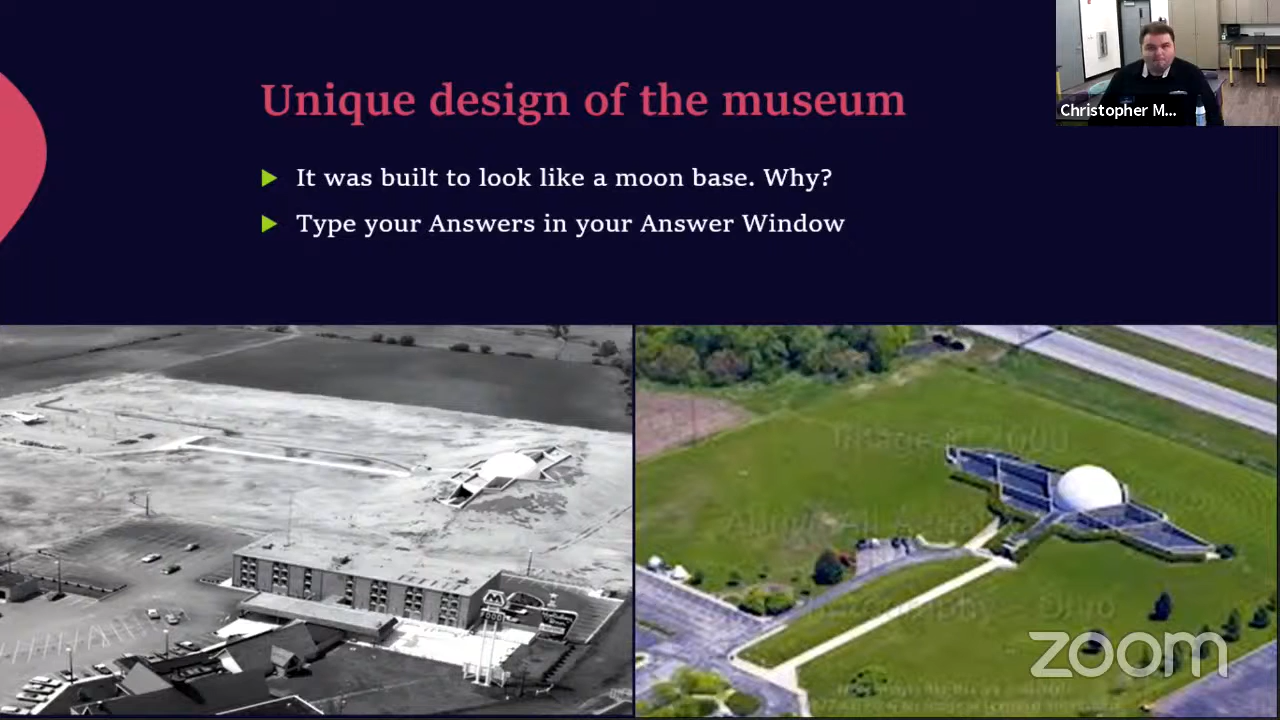 Unique design of the museum
Christopher M...
It was built to look like a moon base. Why?
Type your Answers in your Answer Window
zoom